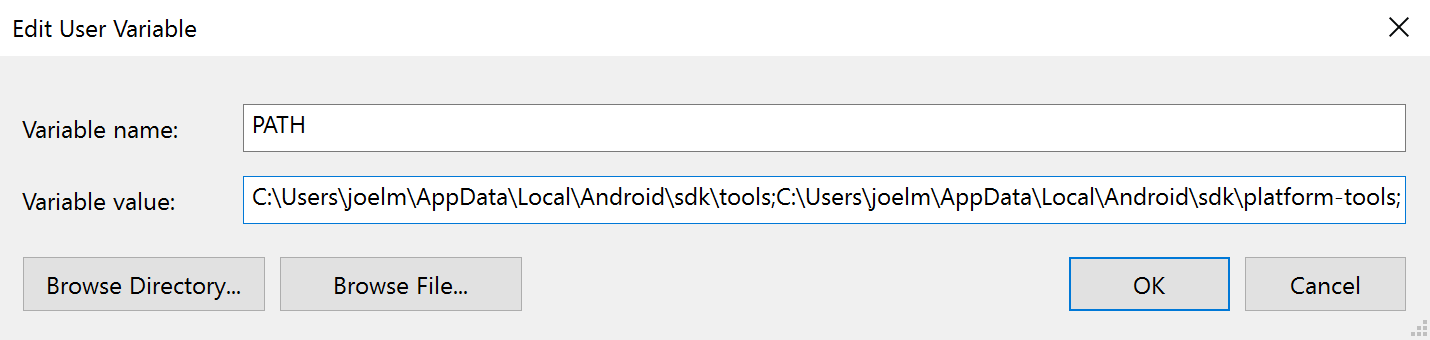 Edit User Variable
Variable name:
PATH
Variable value:
C:\Users\joelm\AppData\Local\Android\sdk\tools;C:\Users\joelm\AppData\Local\Android\sdk\platform-tools;
Browse Directory...
Browse File...
OK
Cancel